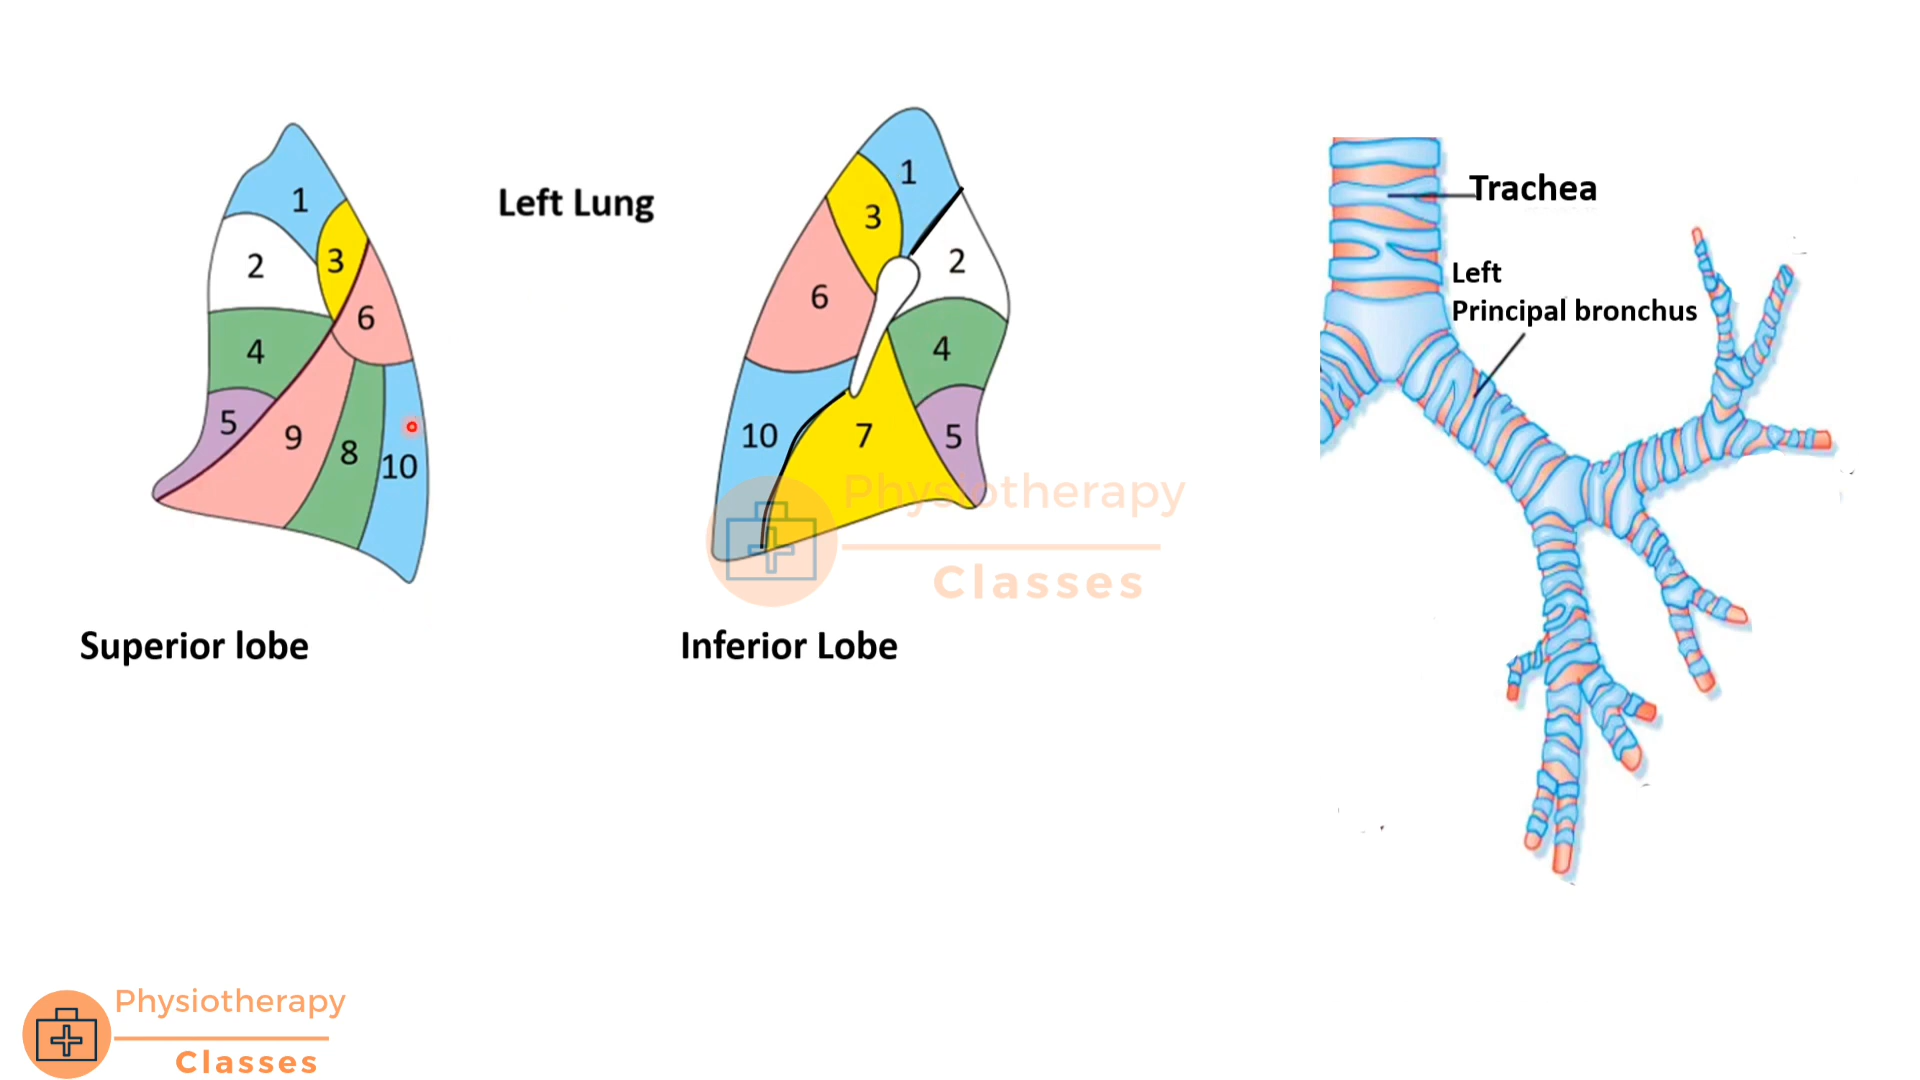 1
2
3
4
5
6
9
8
10
Superior lobe
Left Lung
1
3
2
6
4
10
7
5
Inferior Lobe
Physiotherapy
Classes
Trachea
Left
Principal bronchus
Physiotherapy
Classes